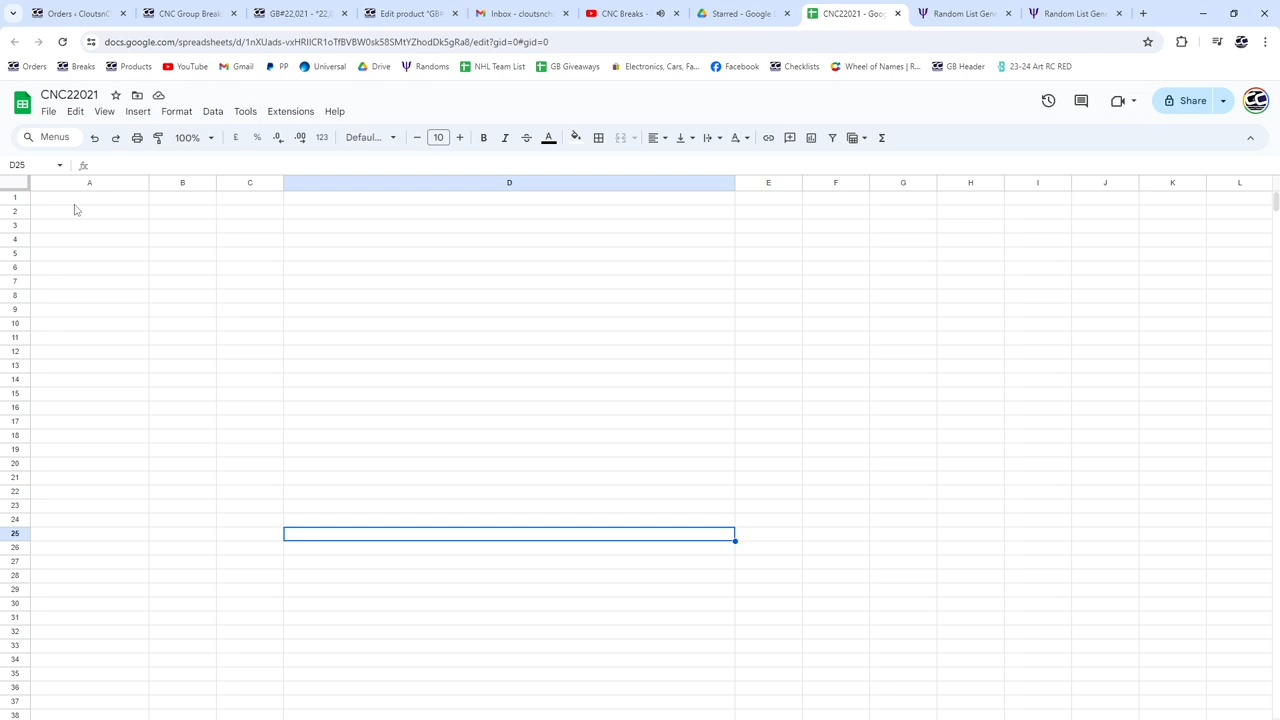 Orders ‹ Cloutsn
CNC Group Break
GB#22,021 - "22,0
Edit product "GB
Inbox - cloutsnch
CNC Breaks -
Starred - Google
CNC22021 - Goo
Random List Gen
Random List Gen
docs.google.com/spreadsheets/d/1nXUads-vxHRIICR1oTfBVBW0sk58SMtYZhodDk5gRa8/edit?gid=0#gid=0
Orders Breaks Products YouTube Gmail PP Universal Drive Randoms NHL Team List GB Giveaways Electronics, Cars, Fa... Facebook Checklists Wheel of Names | R... GB Header 23-24 Art RC RED
CNC22021
File Edit View Insert Format Data Tools Extensions Help
Share
Menus 100% £ % .0 .00 123 Defaul... 10 B I S A Σ
D25 fx
A B C D E F G H I J K L
1
2
3
4
5
6
7
8
9
10
11
12
13
14
15
16
17
18
19
20
21
22
23
24
25
26
27
28
29
30
31
32
33
34
35
36
37
38